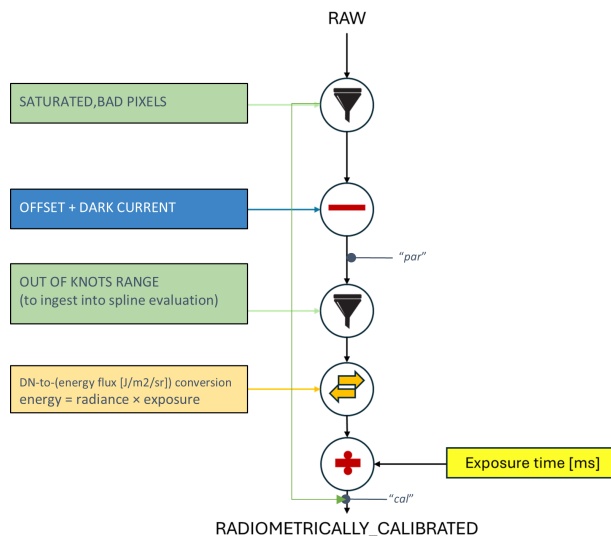 RAW
SATURATED,BAD PIXELS
OFFSET + DARK CURRENT
“par”
OUT OF KNOTS RANGE
(to ingest into spline evaluation)
DN-to-(energy flux [J/m2/sr]) conversion
energy = radiance × exposure
Exposure time [ms]
“cal”
RADIOMETRICALLY_CALIBRATED